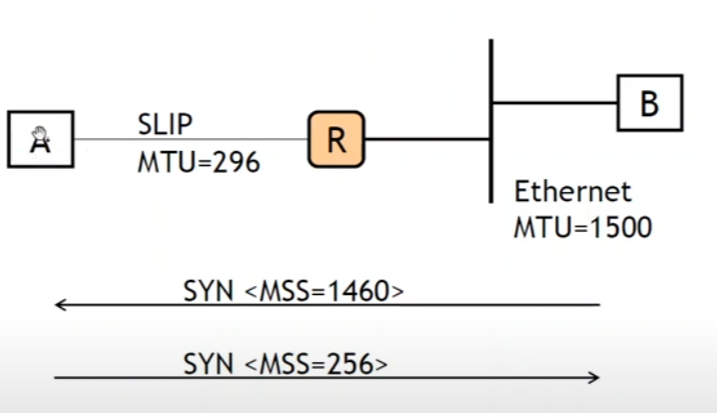 A
SLIP
MTU=296
R
B
Ethernet
MTU=1500
SYN <MSS=1460>
SYN <MSS=256>